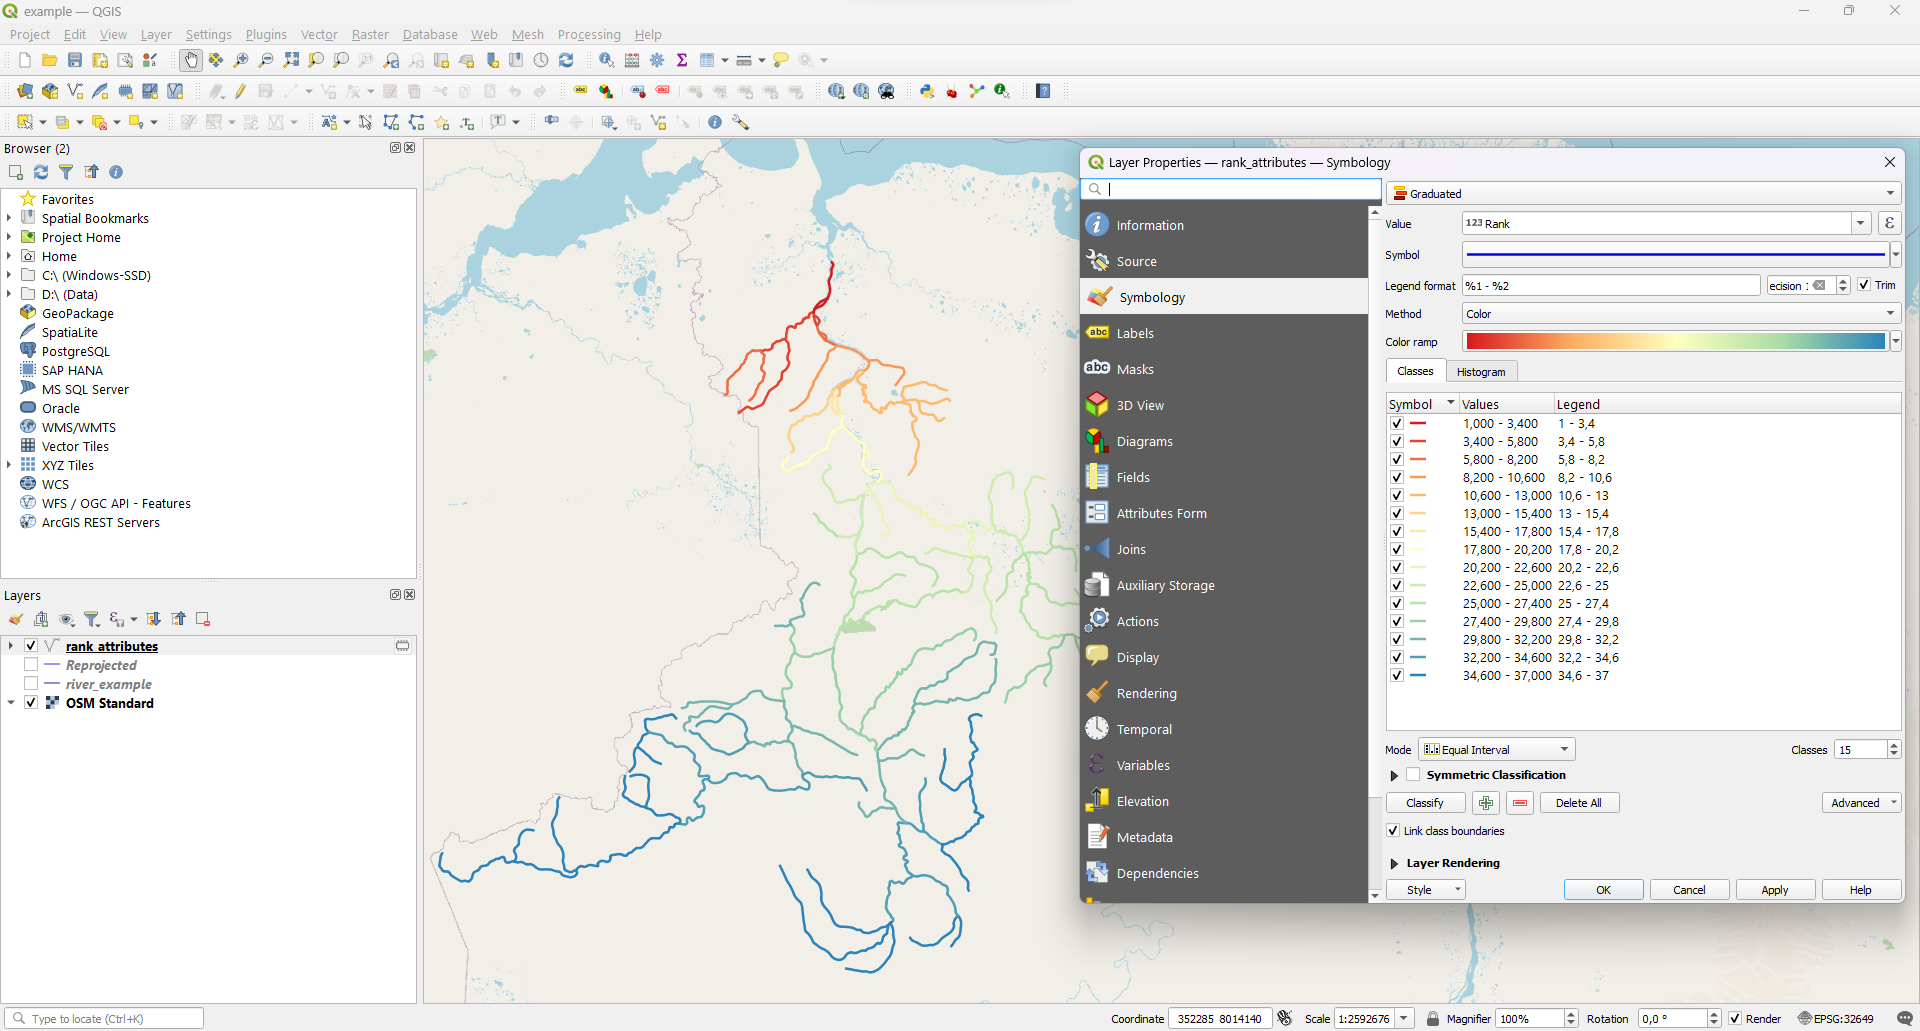 example — QGIS
Project Edit View Layer Settings Plugins Vector Raster Database Web Mesh Processing Help
Browser (2)
Favorites
Spatial Bookmarks
Project Home
Home
C:\ (Windows-SSD)
D:\ (Data)
GeoPackage
SpatiaLite
PostgreSQL
SAP HANA
MS SQL Server
Oracle
WMS/WMTS
Vector Tiles
XYZ Tiles
WCS
WFS / OGC API - Features
ArcGIS REST Servers
Layers
rank_attributes
Reprojected
river_example
OSM Standard
Layer Properties — rank_attributes — Symbology
Information
Source
Symbology
abc Labels
abc Masks
3D View
Diagrams
Fields
Attributes Form
Joins
Auxiliary Storage
Actions
Display
Rendering
Temporal
Variables
Elevation
Metadata
Dependencies
Graduated
Value 123 Rank ε
Symbol
Legend format %1 - %2 ecision : Trim
Method Color
Color ramp
Classes Histogram
Symbol Values Legend
1,000 - 3,400 1 - 3,4
3,400 - 5,800 3,4 - 5,8
5,800 - 8,200 5,8 - 8,2
8,200 - 10,600 8,2 - 10,6
10,600 - 13,000 10,6 - 13
13,000 - 15,400 13 - 15,4
15,400 - 17,800 15,4 - 17,8
17,800 - 20,200 17,8 - 20,2
20,200 - 22,600 20,2 - 22,6
22,600 - 25,000 22,6 - 25
25,000 - 27,400 25 - 27,4
27,400 - 29,800 27,4 - 29,8
29,800 - 32,200 29,8 - 32,2
32,200 - 34,600 32,2 - 34,6
34,600 - 37,000 34,6 - 37
Mode Equal Interval Classes 15
Symmetric Classification
Classify Delete All Advanced
Link class boundaries
Layer Rendering
Style OK Cancel Apply Help
Type to locate (Ctrl+K) Coordinate 352285 8014140 Scale 1:2592676 Magnifier 100% Rotation 0,0 ° Render EPSG:32649